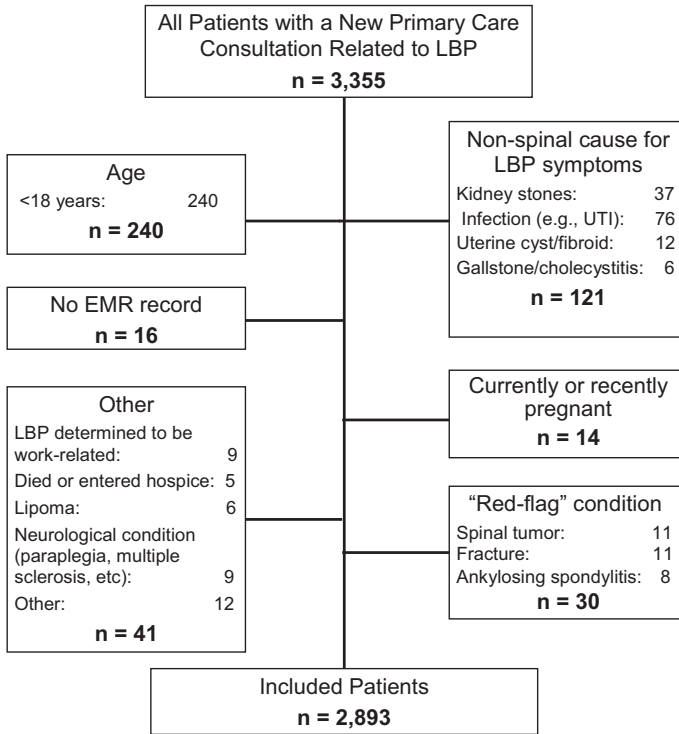 All Patients with a New Primary Care
Consultation Related to LBP
n = 3,355
Age
<18 years: 240
n = 240
Non-spinal cause for
LBP symptoms
Kidney stones: 37
Infection (e.g., UTI): 76
Uterine cyst/fibroid: 12
Gallstone/cholecystitis: 6
n = 121
No EMR record
n = 16
Currently or recently
pregnant
n = 14
Other
LBP determined to be
work-related: 9
Died or entered hospice: 5
Lipoma: 6
Neurological condition
(paraplegia, multiple
sclerosis, etc): 9
Other: 12
n = 41
“Red-flag” condition
Spinal tumor: 11
Fracture: 11
Ankylosing spondylitis: 8
n = 30
Included Patients
n = 2,893